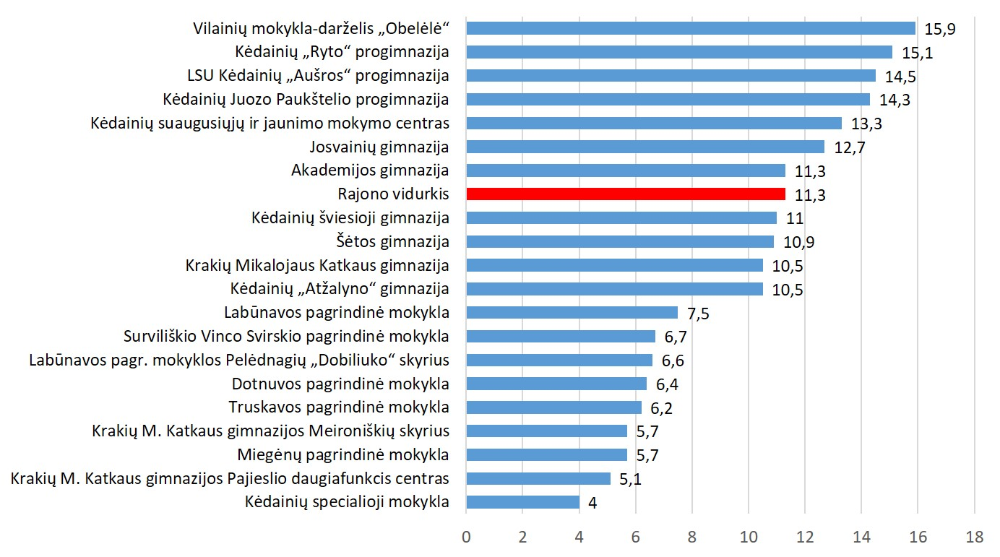 Vilainių mokykla-darželis „Obelėlė“ 15,9
Kėdainių „Ryto“ progimnazija 15,1
LSU Kėdainių „Aušros“ progimnazija 14,5
Kėdainių Juozo Paukštelio progimnazija 14,3
Kėdainių suaugusiųjų ir jaunimo mokymo centras 13,3
Josvainių gimnazija 12,7
Akademijos gimnazija 11,3
Rajono vidurkis 11,3
Kėdainių šviesioji gimnazija 11
Šėtos gimnazija 10,9
Krakių Mikalojaus Katkaus gimnazija 10,5
Kėdainių „Atžalyno“ gimnazija 10,5
Labūnavos pagrindinė mokykla 7,5
Surviliškio Vinco Svirskio pagrindinė mokykla 6,7
Labūnavos pagr. mokyklos Pelėdnagių „Dobiliuko“ skyrius 6,6
Dotnuvos pagrindinė mokykla 6,4
Truskavos pagrindinė mokykla 6,2
Krakių M. Katkaus gimnazijos Meironiškių skyrius 5,7
Miegėnų pagrindinė mokykla 5,7
Krakių M. Katkaus gimnazijos Pajieslio daugiafunkcis centras 5,1
Kėdainių specialioji mokykla 4
0 2 4 6 8 10 12 14 16 18